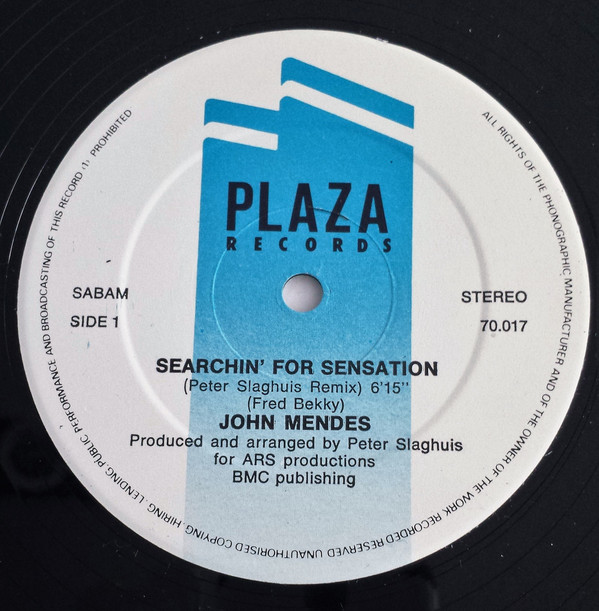 PLAZA
RECORDS
SABAM
STEREO
SIDE 1
70.017
SEARCHIN' FOR SENSATION
(Peter Slaghuis Remix) 6'15"
(Fred Bekky)
JOHN MENDES
Produced and arranged by Peter Slaghuis
for ARS productions
BMC publishing
ALL RIGHTS OF THE PHONOGRAPHIC MANUFACTURER AND OF THE OWNER OF THE WORK RECORDED RESERVED UNAUTHORISED COPYING. HIRING. LENDING PUBLIC PERFORMANCE AND BROADCASTING OF THIS RECORD (1) PROHIBITED